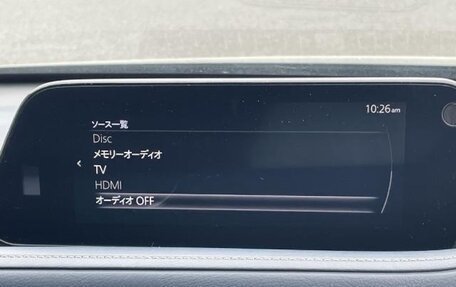 10:26am
ソース一覧
Disc
メモリーオーディオ
TV
HDMI
オーディオ OFF